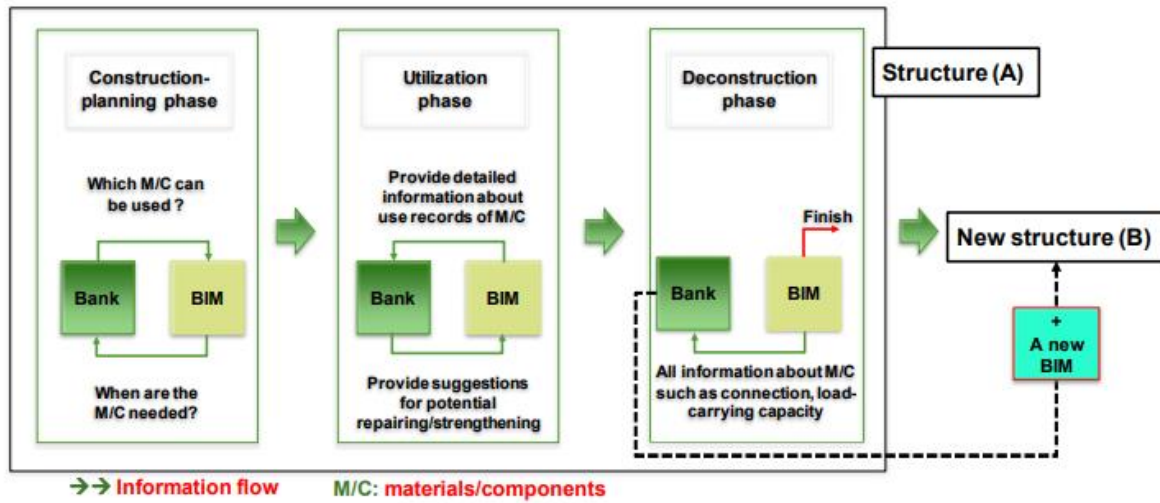 Construction-
planning phase
Which M/C can
be used ?
Bank
BIM
When are the
M/C needed?
Utilization
phase
Provide detailed
information about
use records of M/C
Bank
BIM
Provide suggestions
for potential
repairing/strengthening
Deconstruction
phase
Finish
Bank
BIM
All information about M/C
such as connection, load-
carrying capacity
Structure (A)
New structure (B)
+
A new
BIM
→→ Information flow
M/C: materials/components